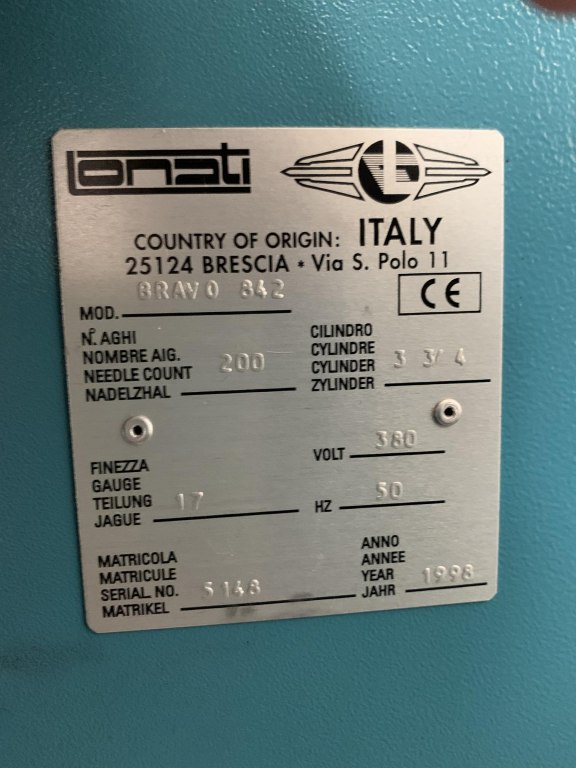 Lonati
COUNTRY OF ORIGIN: ITALY
25124 BRESCIA * Via S. Polo 11
MOD. BRAVO 842
CE
N° AGHI
NOMBRE AIG.
NEEDLE COUNT 200
NADELZHAL
CILINDRO
CYLINDRE
CYLINDER 3 3/4
ZYLINDER
FINEZZA
GAUGE
TEILUNG 17
JAGUE
VOLT 380
HZ 50
MATRICOLA
MATRICULE
SERIAL NO. 5148
MATRIKEL
ANNO
ANNEE
YEAR 1998
JAHR